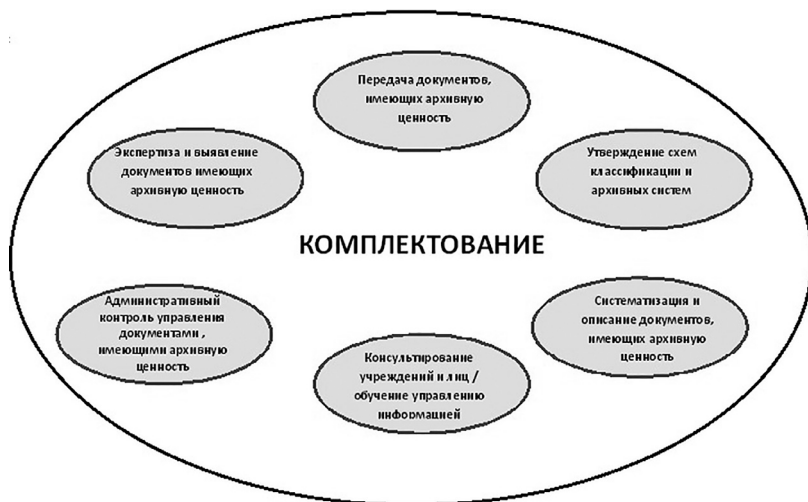 Передача документов,
имеющих архивную
ценность
Экспертиза и выявление
документов имеющих
архивную ценность
Утверждение схем
классификации и
архивных систем
КОМПЛЕКТОВАНИЕ
Административный
контроль управления
документами ,
имеющими архивную
ценность
Систематизация и
описание документов,
имеющих архивную
ценность
Консультирование
учреждений и лиц /
обучение управлению
информацией